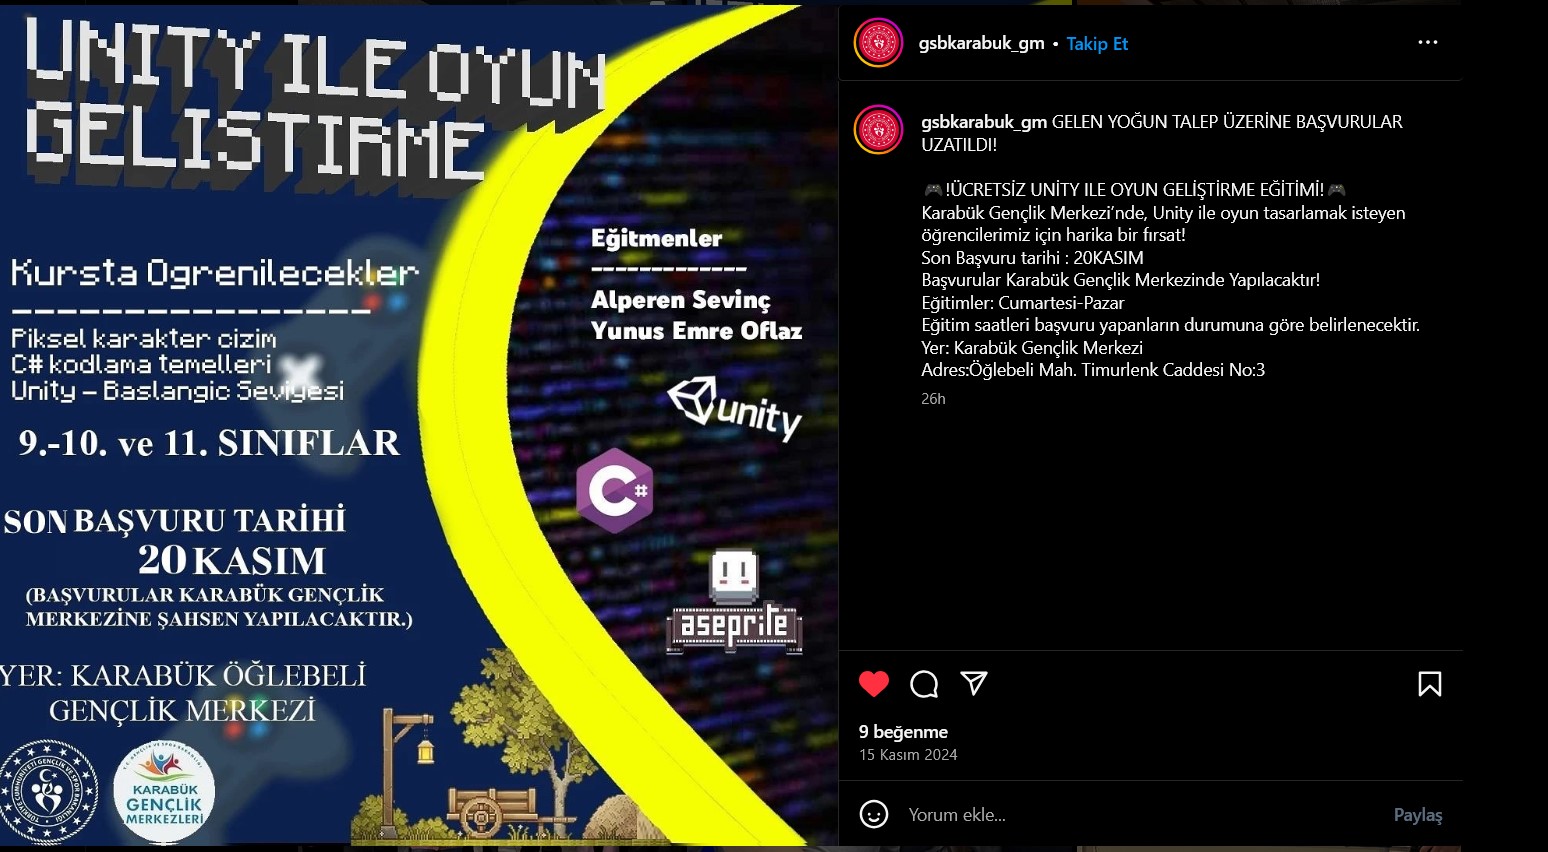 UNITY ILE OYUN
GELISTIRME
Kursta Ogrenilecekler
Piksel karakter cizim
C# kodlama temelleri
Unity – Baslangic Seviyesi
9.-10. ve 11. SINIFLAR
SON BAŞVURU TARİHİ
20 KASIM
(BAŞVURULAR KARABÜK GENÇLİK
MERKEZİNE ŞAHSEN YAPILACAKTIR.)
YER: KARABÜK ÖĞLEBELİ
GENÇLİK MERKEZİ
KARABÜK
GENÇLİK
MERKEZLERİ
Eğitmenler
-------------
Alperen Sevinç
Yunus Emre Oflaz
unity
C#
aseprite
gsbkarabuk_gm • Takip Et
gsbkarabuk_gm GELEN YOĞUN TALEP ÜZERİNE BAŞVURULAR
UZATILDI!
🎮!ÜCRETSİZ UNİTY ILE OYUN GELİŞTİRME EĞİTİMİ!🎮
Karabük Gençlik Merkezi’nde, Unity ile oyun tasarlamak isteyen
öğrencilerimiz için harika bir fırsat!
Son Başvuru tarihi : 20KASIM
Başvurular Karabük Gençlik Merkezinde Yapılacaktır!
Eğitimler: Cumartesi-Pazar
Eğitim saatleri başvuru yapanların durumuna göre belirlenecektir.
Yer: Karabük Gençlik Merkezi
Adres:Öğlebeli Mah. Timurlenk Caddesi No:3
26h
9 beğenme
15 Kasım 2024
Yorum ekle...
Paylaş